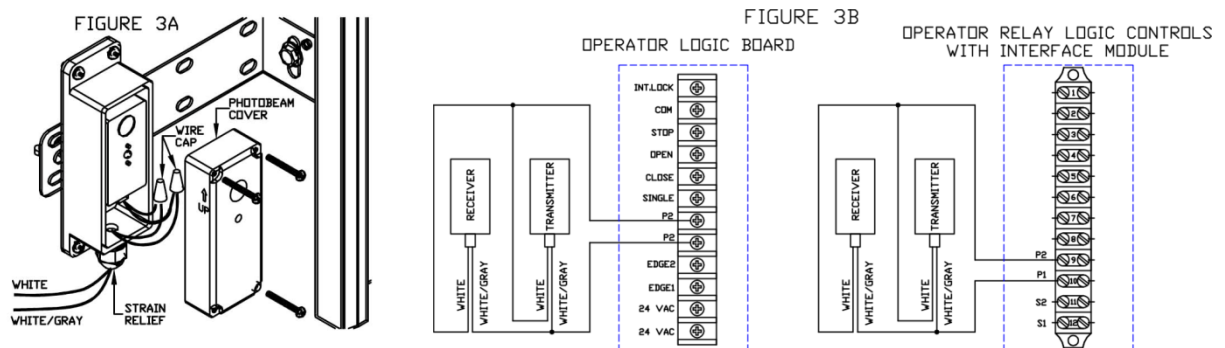 FIGURE 3A
PHOTOBEAM
COVER
WIRE
CAP
UP
WHITE
WHITE/GRAY
STRAIN
RELIEF
FIGURE 3B
OPERATOR LOGIC BOARD
INT.LOCK
COM
STOP
OPEN
CLOSE
SINGLE
P2
P2
EDGE2
EDGE1
24 VAC
24 VAC
RECEIVER
TRANSMITTER
WHITE
WHITE/GRAY
WHITE
WHITE/GRAY
OPERATOR RELAY LOGIC CONTROLS
WITH INTERFACE MODULE
RECEIVER
TRANSMITTER
WHITE
WHITE/GRAY
WHITE
WHITE/GRAY
1
2
3
4
5
6
7
8
P2 9
P1 10
S2 11
S1 12